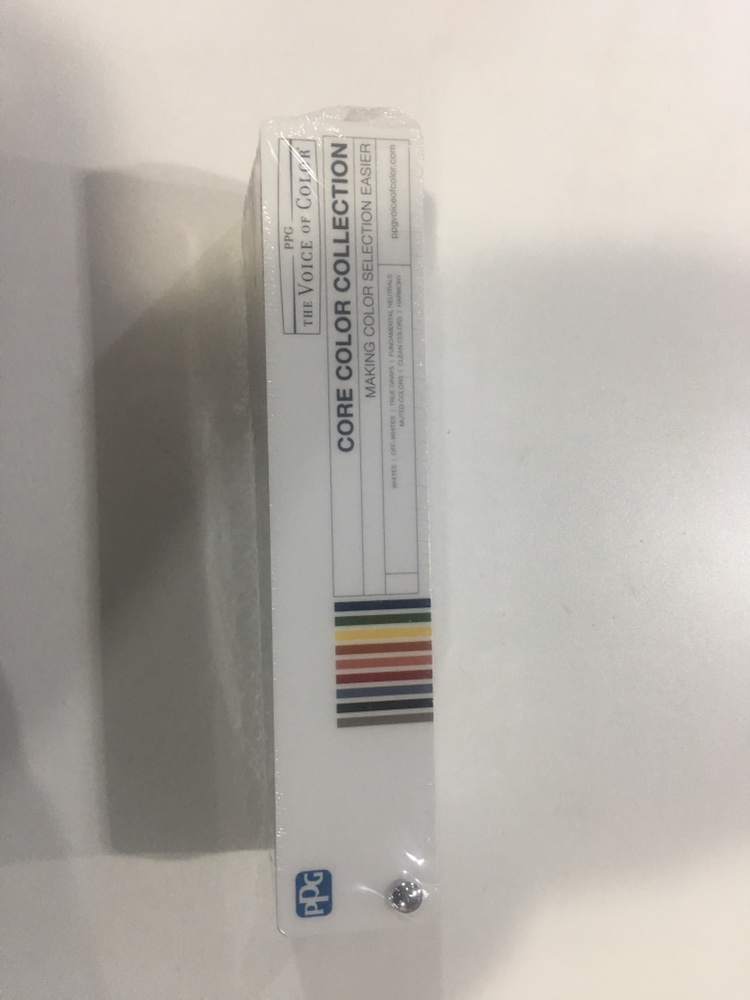 PPG
THE VOICE OF COLOR
CORE COLOR COLLECTION
MAKING COLOR SELECTION EASIER
ppgvoiceofcolor.com
WHITES | OFF-WHITES | TRUE GRAYS | FUNDAMENTAL NEUTRALS
MUTED COLORS | CLEAN COLORS | HARMONY
PPG